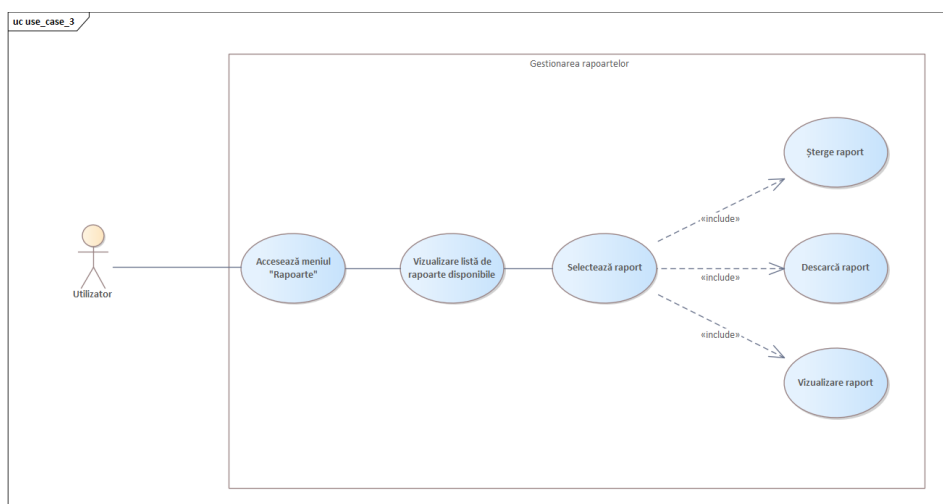 uc use_case_3
Gestionarea rapoartelor
Șterge raport
«include»
Utilizator
Accesează meniul
"Rapoarte"
Vizualizare listă de
rapoarte disponibile
Selectează raport
«include»
Descarcă raport
«include»
Vizualizare raport